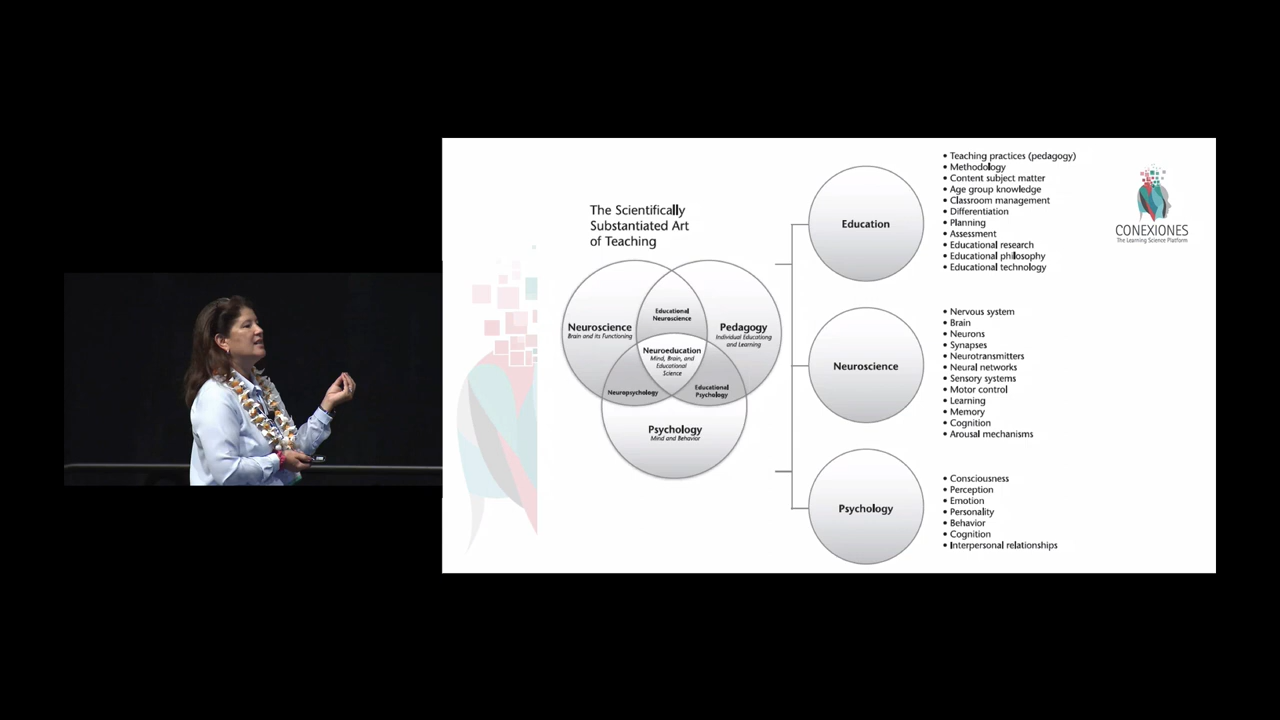 The Scientifically
Substantiated Art
of Teaching
Neuroscience
Brain and its Functioning
Educational
Neuroscience
Pedagogy
Individual Educationg
and Learning
Neuroeducation
Mind, Brain, and
Educational
Science
Neuropsychology
Educational
Psychology
Psychology
Mind and Behavior
Education
• Teaching practices (pedagogy)
• Methodology
• Content subject matter
• Age group knowledge
• Classroom management
• Differentiation
• Planning
• Assessment
• Educational research
• Educational philosophy
• Educational technology
Neuroscience
• Nervous system
• Brain
• Neurons
• Synapses
• Neurotransmitters
• Neural networks
• Sensory systems
• Motor control
• Learning
• Memory
• Cognition
• Arousal mechanisms
Psychology
• Consciousness
• Perception
• Emotion
• Personality
• Behavior
• Cognition
• Interpersonal relationships
CONEXIONES
The Learning Science Platform